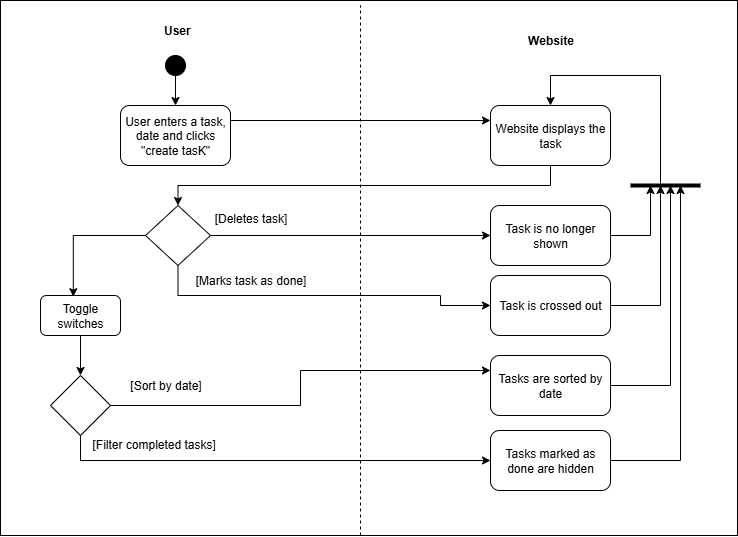 User
Website
User enters a task,
date and clicks
"create tasK"
Website displays the
task
[Deletes task]
Task is no longer
shown
[Marks task as done]
Task is crossed out
Toggle
switches
[Sort by date]
Tasks are sorted by
date
[Filter completed tasks]
Tasks marked as
done are hidden